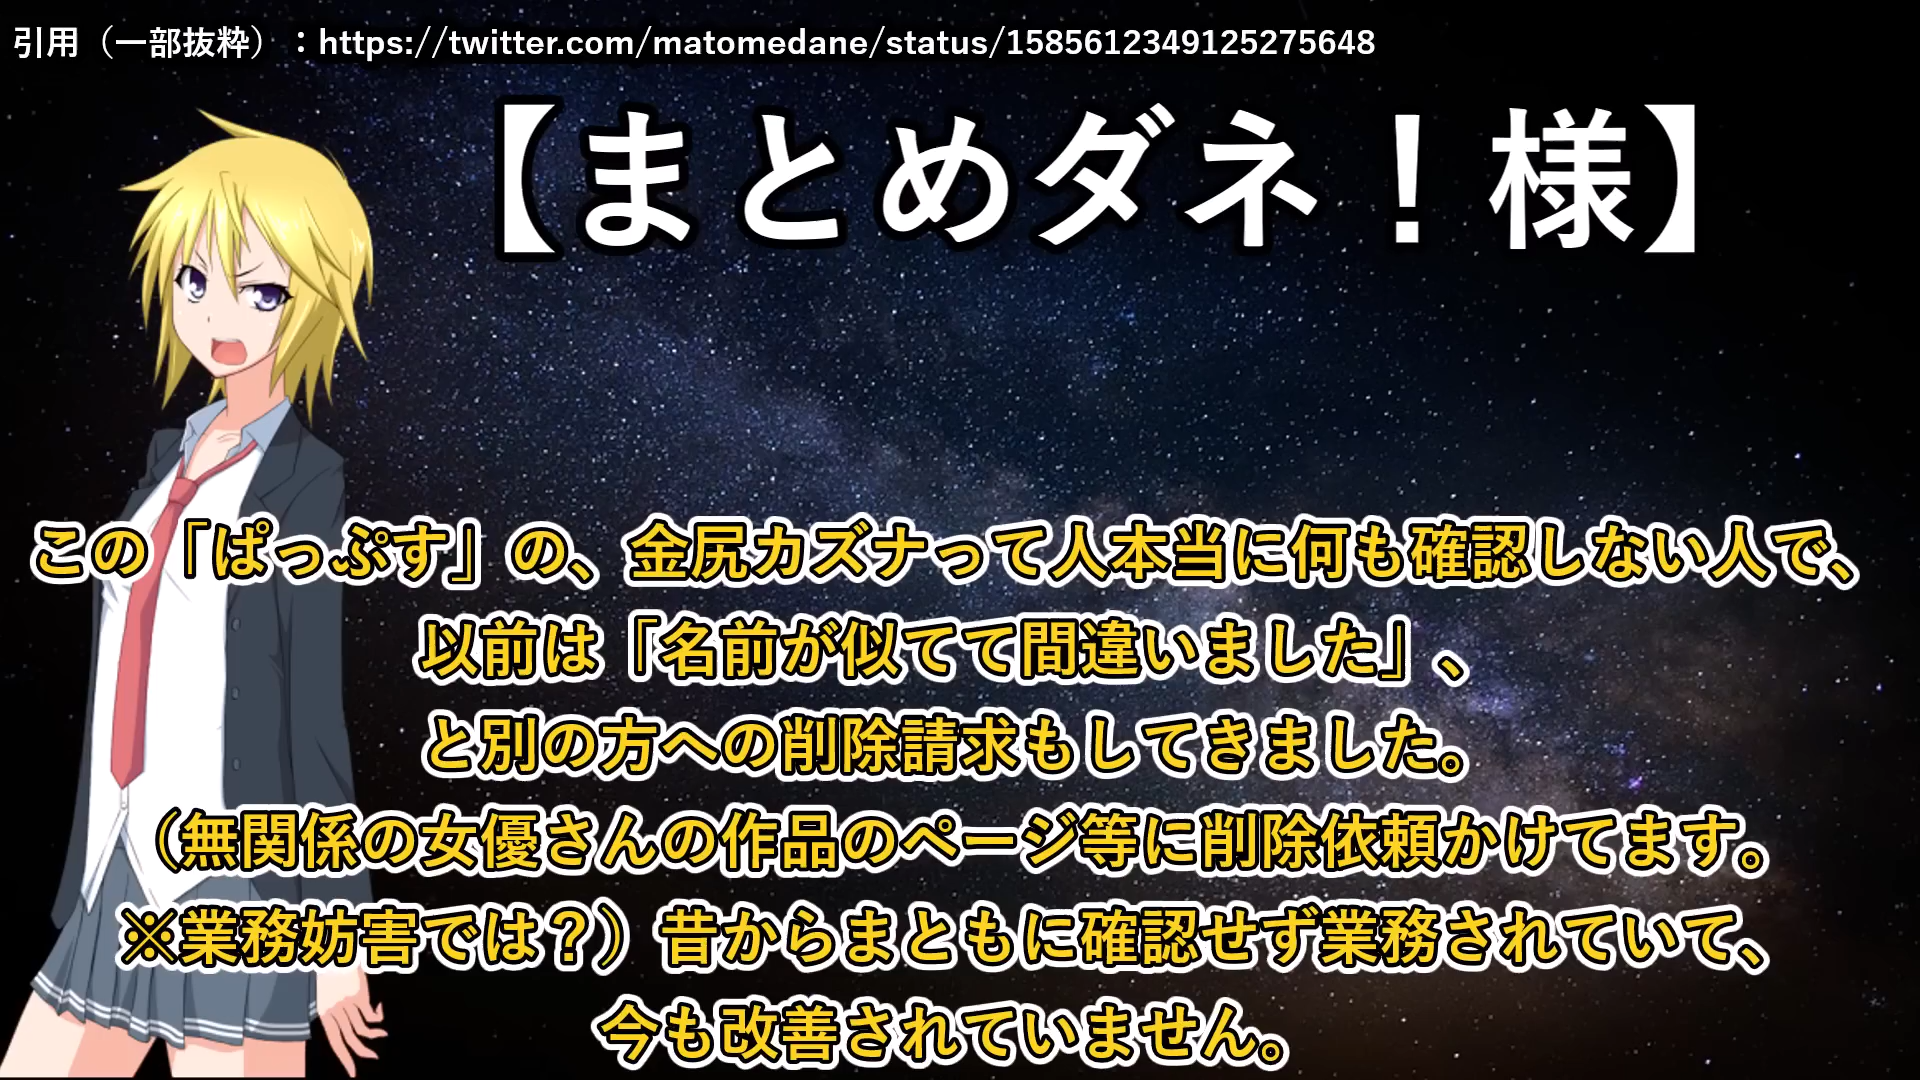 引用（一部抜粋）：https://twitter.com/matomedane/status/1585612349125275648
【まとめダネ！様】
この「ぱっぷす」の、金尻カズナって人本当に何も確認しない人で、
以前は「名前が似てて間違いました」、
と別の方への削除請求もしてきました。
（無関係の女優さんの作品のページ等に削除依頼かけてます。
※業務妨害では？）昔からまともに確認せず業務されていて、
今も改善されていません。